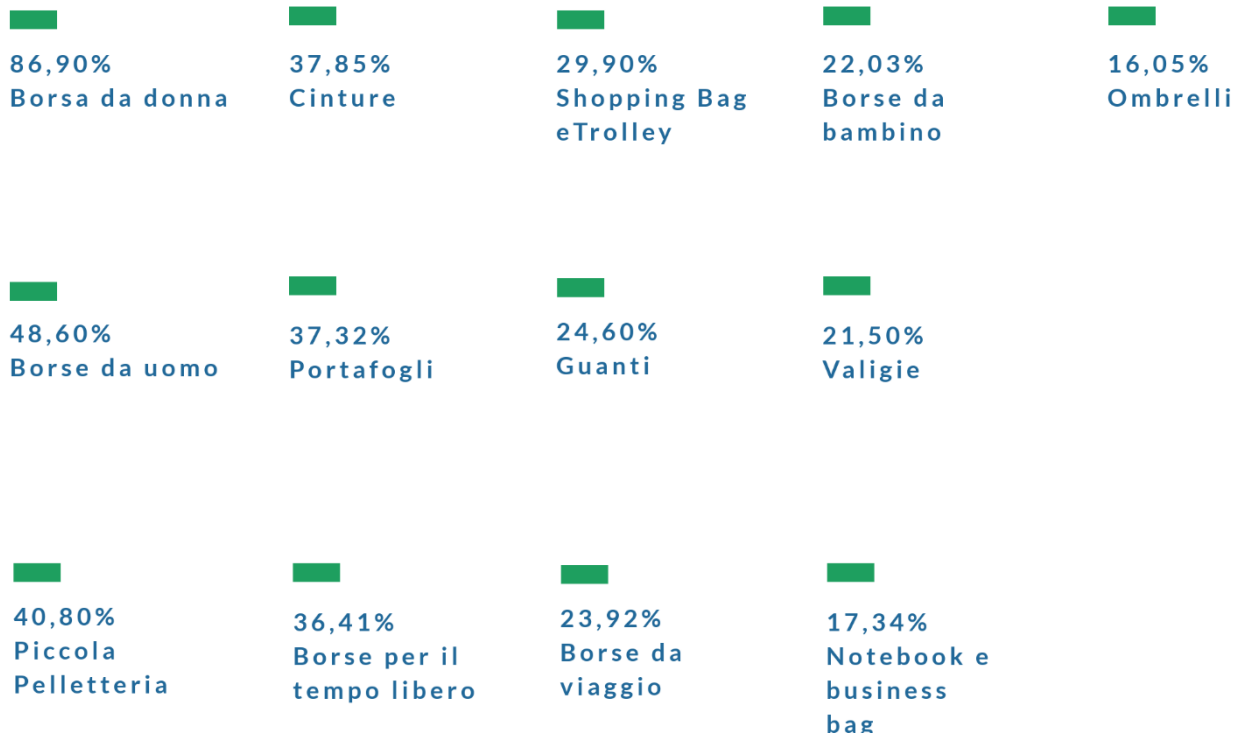 86,90%
Borsa da donna
37,85%
Cinture
29,90%
Shopping Bag
eTrolley
22,03%
Borse da
bambino
16,05%
Ombrelli
48,60%
Borse da uomo
37,32%
Portafogli
24,60%
Guanti
21,50%
Valigie
40,80%
Piccola
Pelletteria
36,41%
Borse per il
tempo libero
23,92%
Borse da
viaggio
17,34%
Notebook e
business
bag